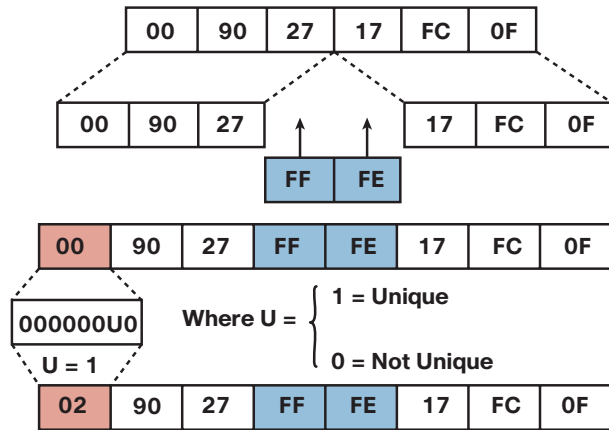 00 90 27 17 FC 0F
00 90 27 17 FC 0F
FF FE
00 90 27 FF FE 17 FC 0F
1 = Unique
000000U0 Where U =
U = 1 0 = Not Unique
02 90 27 FF FE 17 FC 0F